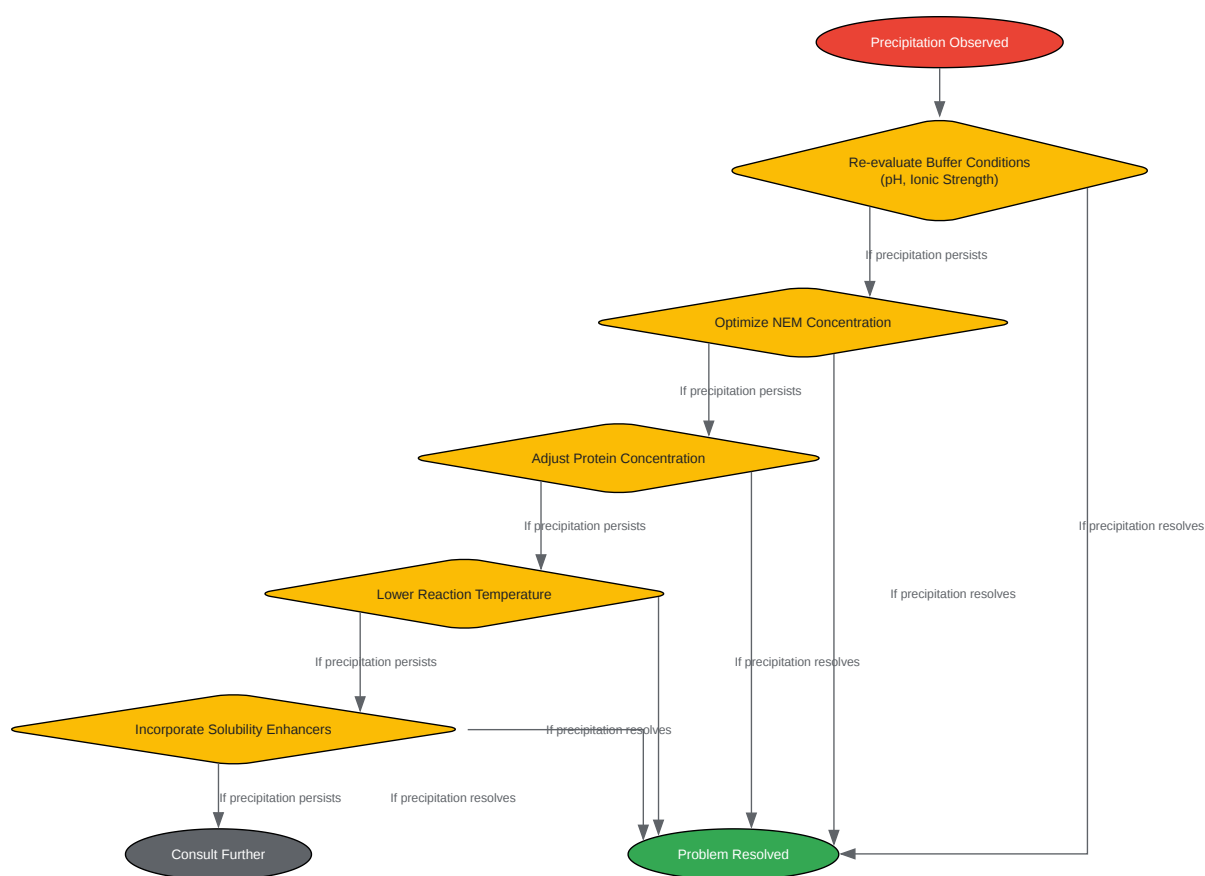 Precipitation Observed
Re-evaluate Buffer Conditions
(pH, Ionic Strength)
If precipitation persists
Optimize NEM Concentration
If precipitation persists
Adjust Protein Concentration
If precipitation persists
If precipitation resolves
Lower Reaction Temperature
If precipitation resolves
If precipitation persists
If precipitation resolves
Incorporate Solubility Enhancers
If precipitation resolves
If precipitation persists
If precipitation resolves
Consult Further
Problem Resolved